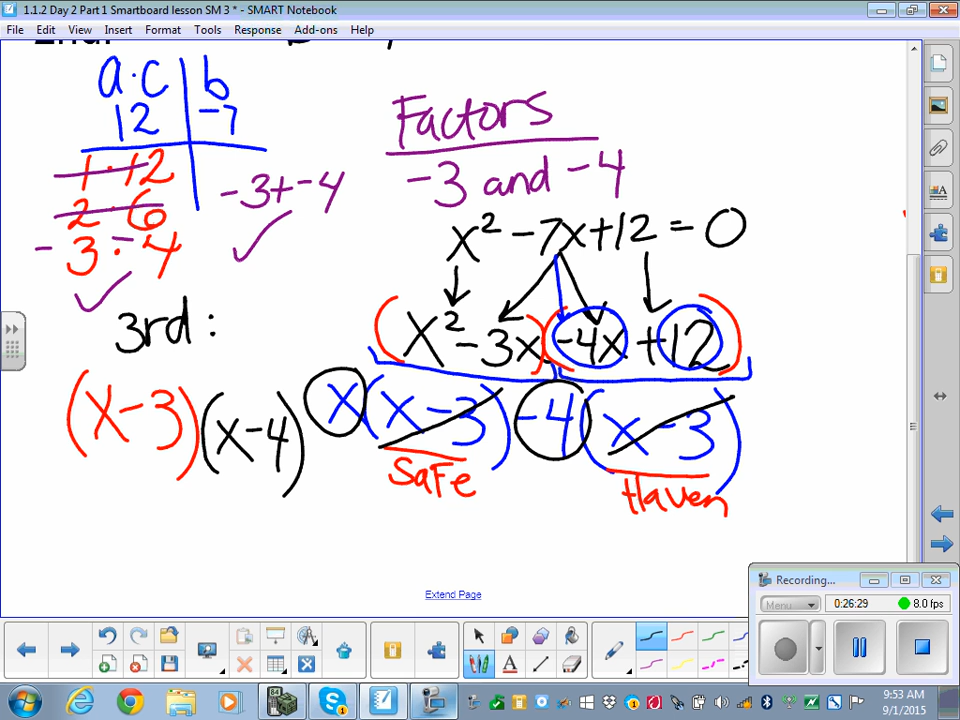 1.1.2 Day 2 Part 1 Smartboard lesson SM 3 * - SMART Notebook
File Edit View Insert Format Tools Response Add-ons Help
a·c b
12 -7
1·12
2·6
-3·-4
-3+-4
Factors
-3 and -4
x² -7x+12 = 0
3rd:
(x² -3x)(-4x +12)
(x-3)(x-4)
x(x-3) -4(x-3)
Safe Haven
Extend Page
Recording...
Menu 0:26:29 8.0 fps
9:53 AM
9/1/2015